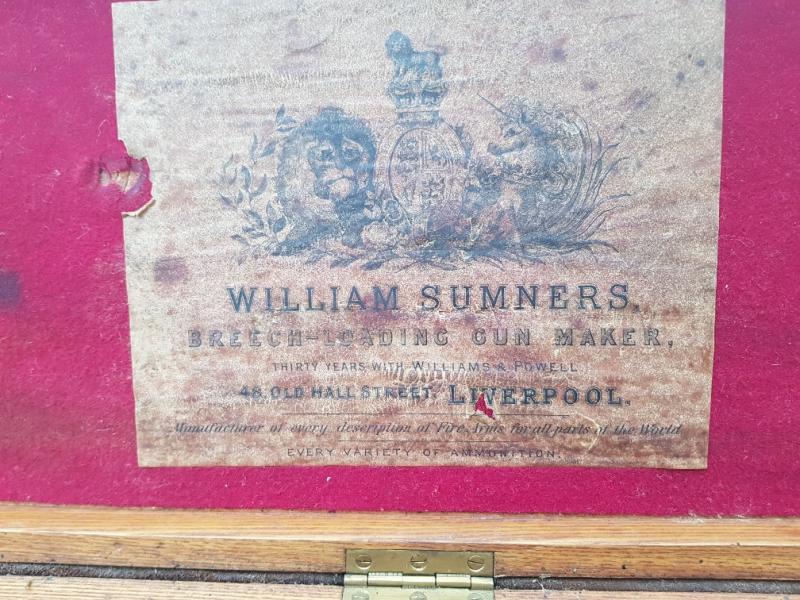 WILLIAM SUMNERS,
BREECH-LOADING GUN MAKER,
THIRTY YEARS WITH WILLIAMS & POWELL
48, OLD HALL STREET, LIVERPOOL.
Manufacturer of every description of Fire Arms for all parts of the World
EVERY VARIETY OF AMMUNITION.